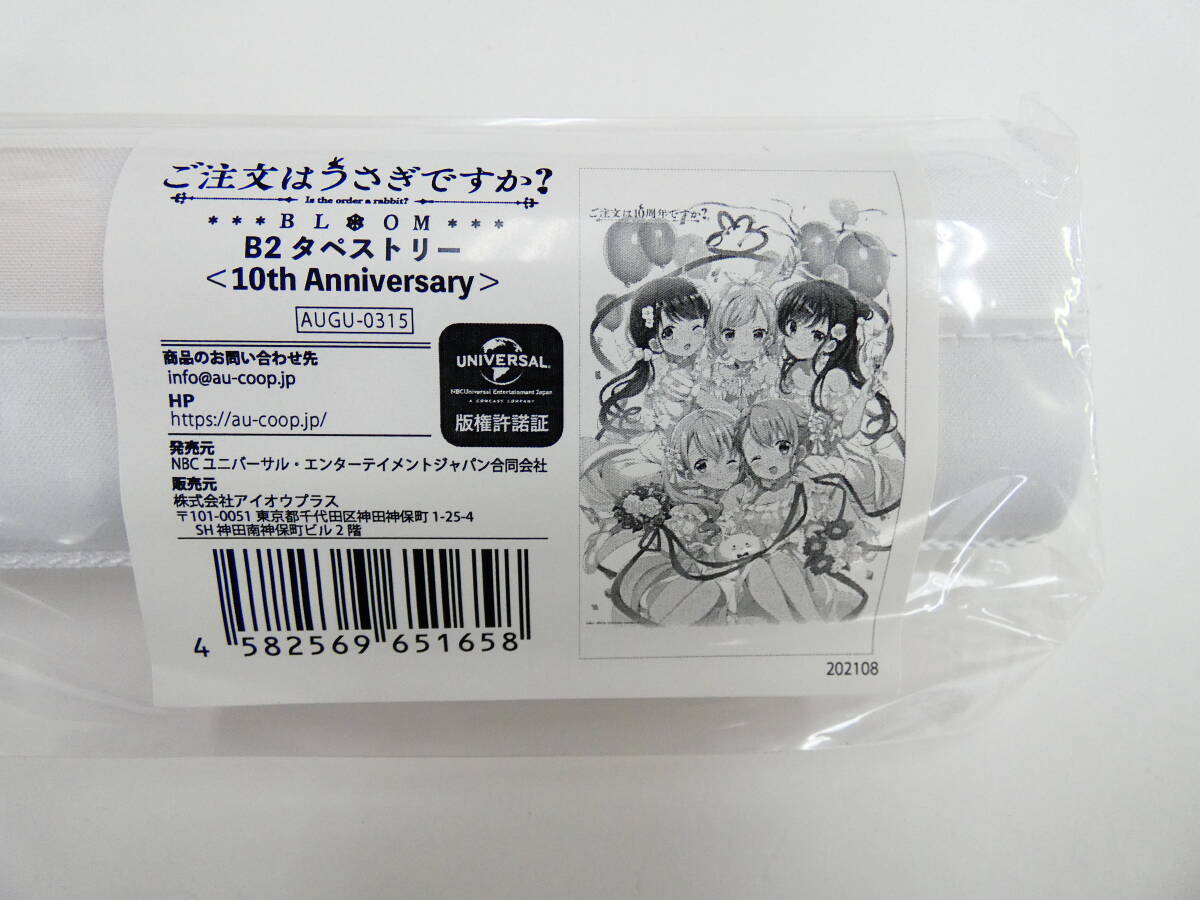 ご注文はうさぎですか?
Is the order a rabbit?
***BLOOM***
B2 タペストリー
<10th Anniversary>
AUGU-0315
商品のお問い合わせ先
info@au-coop.jp
HP
https://au-coop.jp/
UNIVERSAL
NBCUniversal Entertainment Japan
A COMCAST COMPANY
版権許諾証
発売元
NBC ユニバーサル・エンターテイメントジャパン合同会社
販売元
株式会社アイオウプラス
〒101-0051 東京都千代田区神田神保町 1-25-4
SH 神田南神保町ビル 2 階
4 582569 651658
ご注文は10周年ですか?
202108